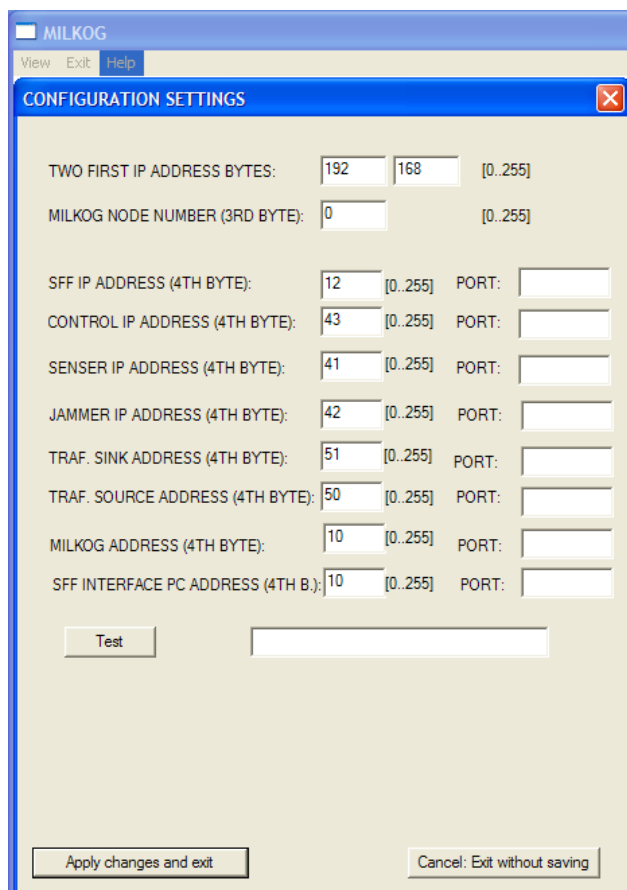 MILKOG
View Exit Help
CONFIGURATION SETTINGS
TWO FIRST IP ADDRESS BYTES: 192 168 [0..255]
MILKOG NODE NUMBER (3RD BYTE): 0 [0..255]
SFF IP ADDRESS (4TH BYTE): 12 [0..255] PORT:
CONTROL IP ADDRESS (4TH BYTE): 43 [0..255] PORT:
SENSER IP ADDRESS (4TH BYTE): 41 [0..255] PORT:
JAMMER IP ADDRESS (4TH BYTE): 42 [0..255] PORT:
TRAF. SINK ADDRESS (4TH BYTE): 51 [0..255] PORT:
TRAF. SOURCE ADDRESS (4TH BYTE): 50 [0..255] PORT:
MILKOG ADDRESS (4TH BYTE): 10 [0..255] PORT:
SFF INTERFACE PC ADDRESS (4TH B.): 10 [0..255] PORT:
Test
Apply changes and exit Cancel: Exit without saving